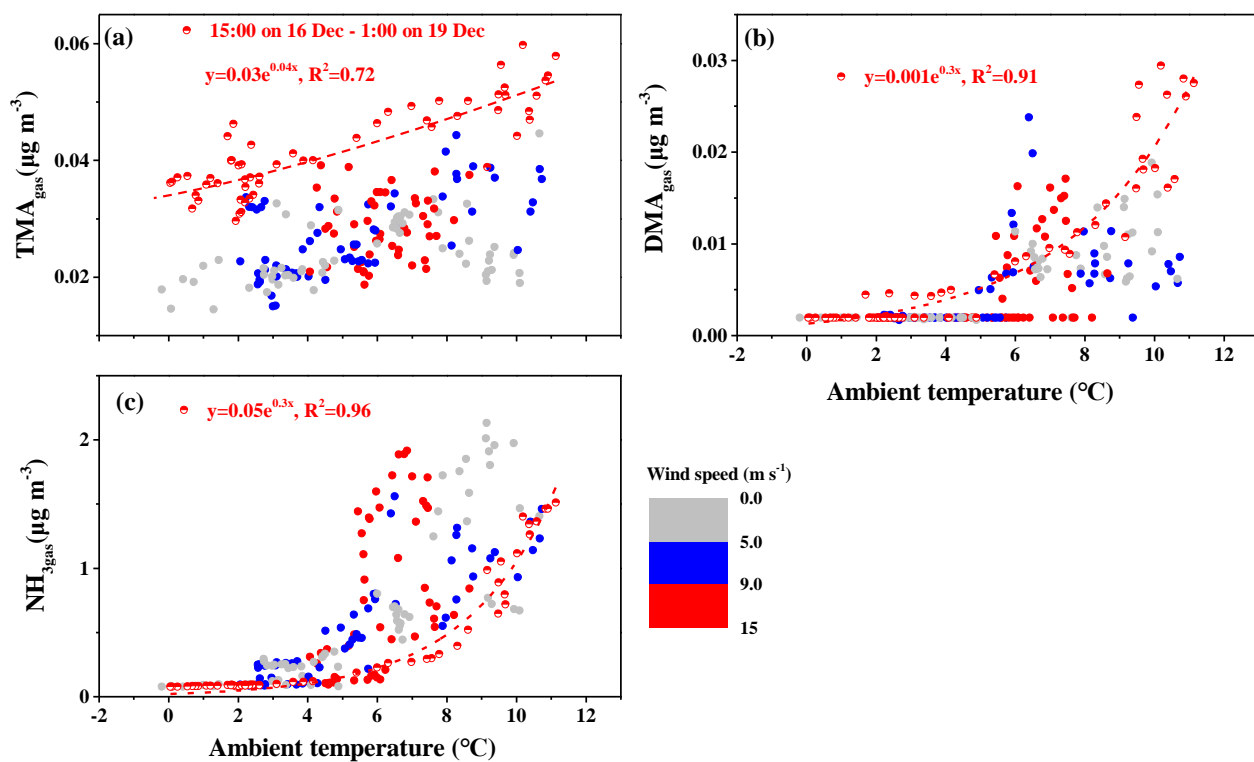 (a)
15:00 on 16 Dec - 1:00 on 19 Dec
y=0.03e^0.04x, R²=0.72
TMA_gas (μg m⁻³)
0.06
0.04
0.02
(b)
y=0.001e^0.3x, R²=0.91
DMA_gas (μg m⁻³)
0.03
0.02
0.01
0.00
-2 0 2 4 6 8 10 12
Ambient temperature (°C)
(c)
y=0.05e^0.3x, R²=0.96
NH_3gas (μg m⁻³)
2
1
0
-2 0 2 4 6 8 10 12
Ambient temperature (°C)
Wind speed (m s⁻¹)
0.0
5.0
9.0
15